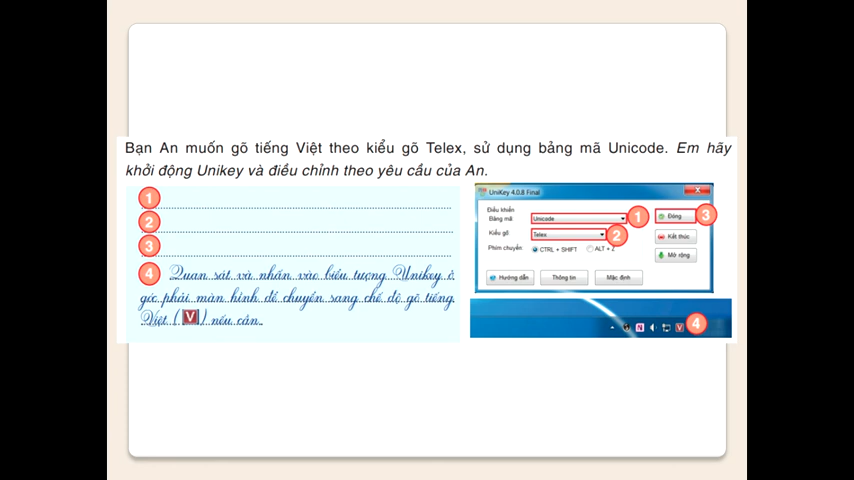 Bạn An muốn gõ tiếng Việt theo kiểu gõ Telex, sử dụng bảng mã Unicode. Em hãy
khởi động Unikey và điều chỉnh theo yêu cầu của An.
1
2
3
4 Quan sát và nhấn vào biểu tượng Unikey ở
góc phải màn hình để chuyển sang chế độ gõ tiếng
Việt (V) nếu cần.
UniKey 4.0.8 Final
Điều khiển
Bảng mã: Unicode 1 Đóng 3
Kiểu gõ: Telex 2 Kết thúc
Phím chuyển: CTRL + SHIFT ALT + Z Mở rộng
Hướng dẫn Thông tin Mặc định
N V 4